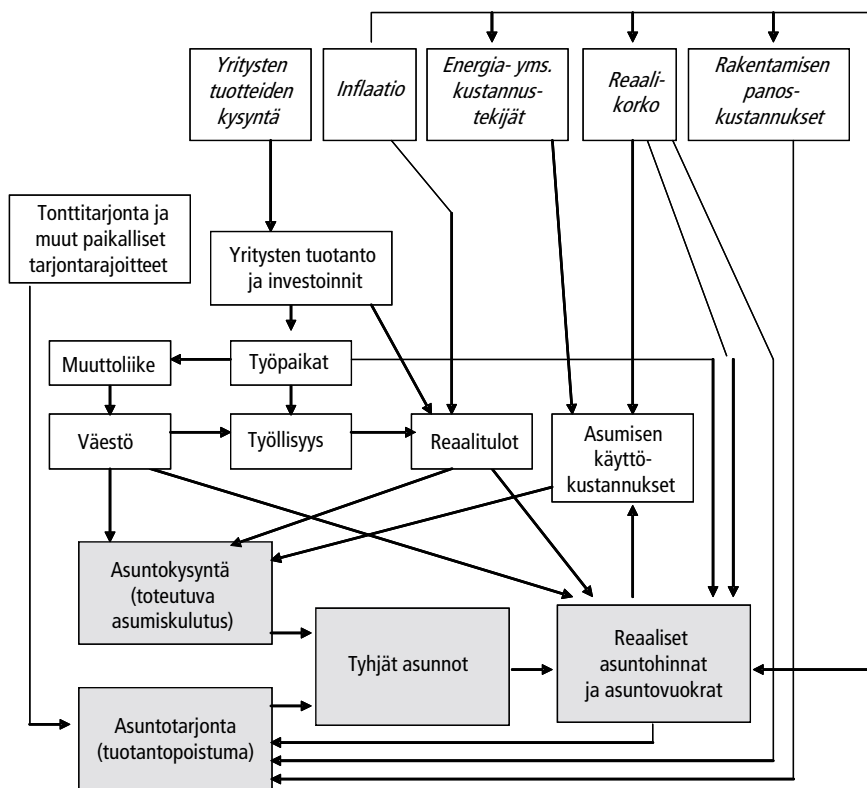 Yritysten
tuotteiden
kysyntä
Inflaatio
Energia- yms.
kustannus-
tekijät
Reaali-
korko
Rakentamisen
panos-
kustannukset
Tonttitarjonta ja
muut paikalliset
tarjontarajoitteet
Yritysten tuotanto
ja investoinnit
Muuttoliike
Työpaikat
Väestö
Työllisyys
Reaalitulot
Asumisen
käyttö-
kustannukset
Asuntokysyntä
(toteutuva
asumiskulutus)
Tyhjät asunnot
Reaaliset
asuntohinnat
ja asuntovuokrat
Asuntotarjonta
(tuotantopoistuma)